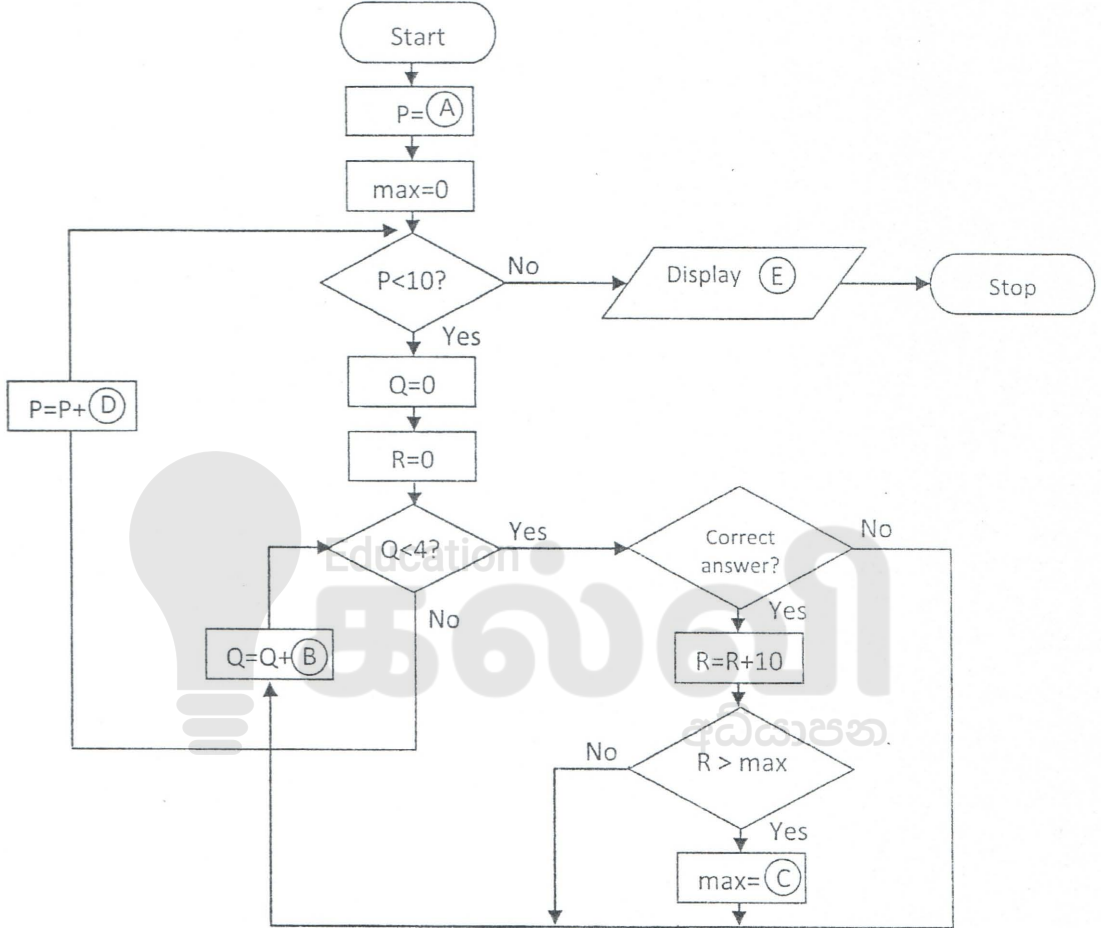 Start
P= A
max=0
P<10?
No
Display E
Stop
Yes
Q=0
P=P+ D
R=0
Q<4?
Yes
Correct
answer?
No
Education
கல்வி
අධ්‍යාපන
No
Yes
Q=Q+ B
R=R+10
No
R > max
Yes
max= C